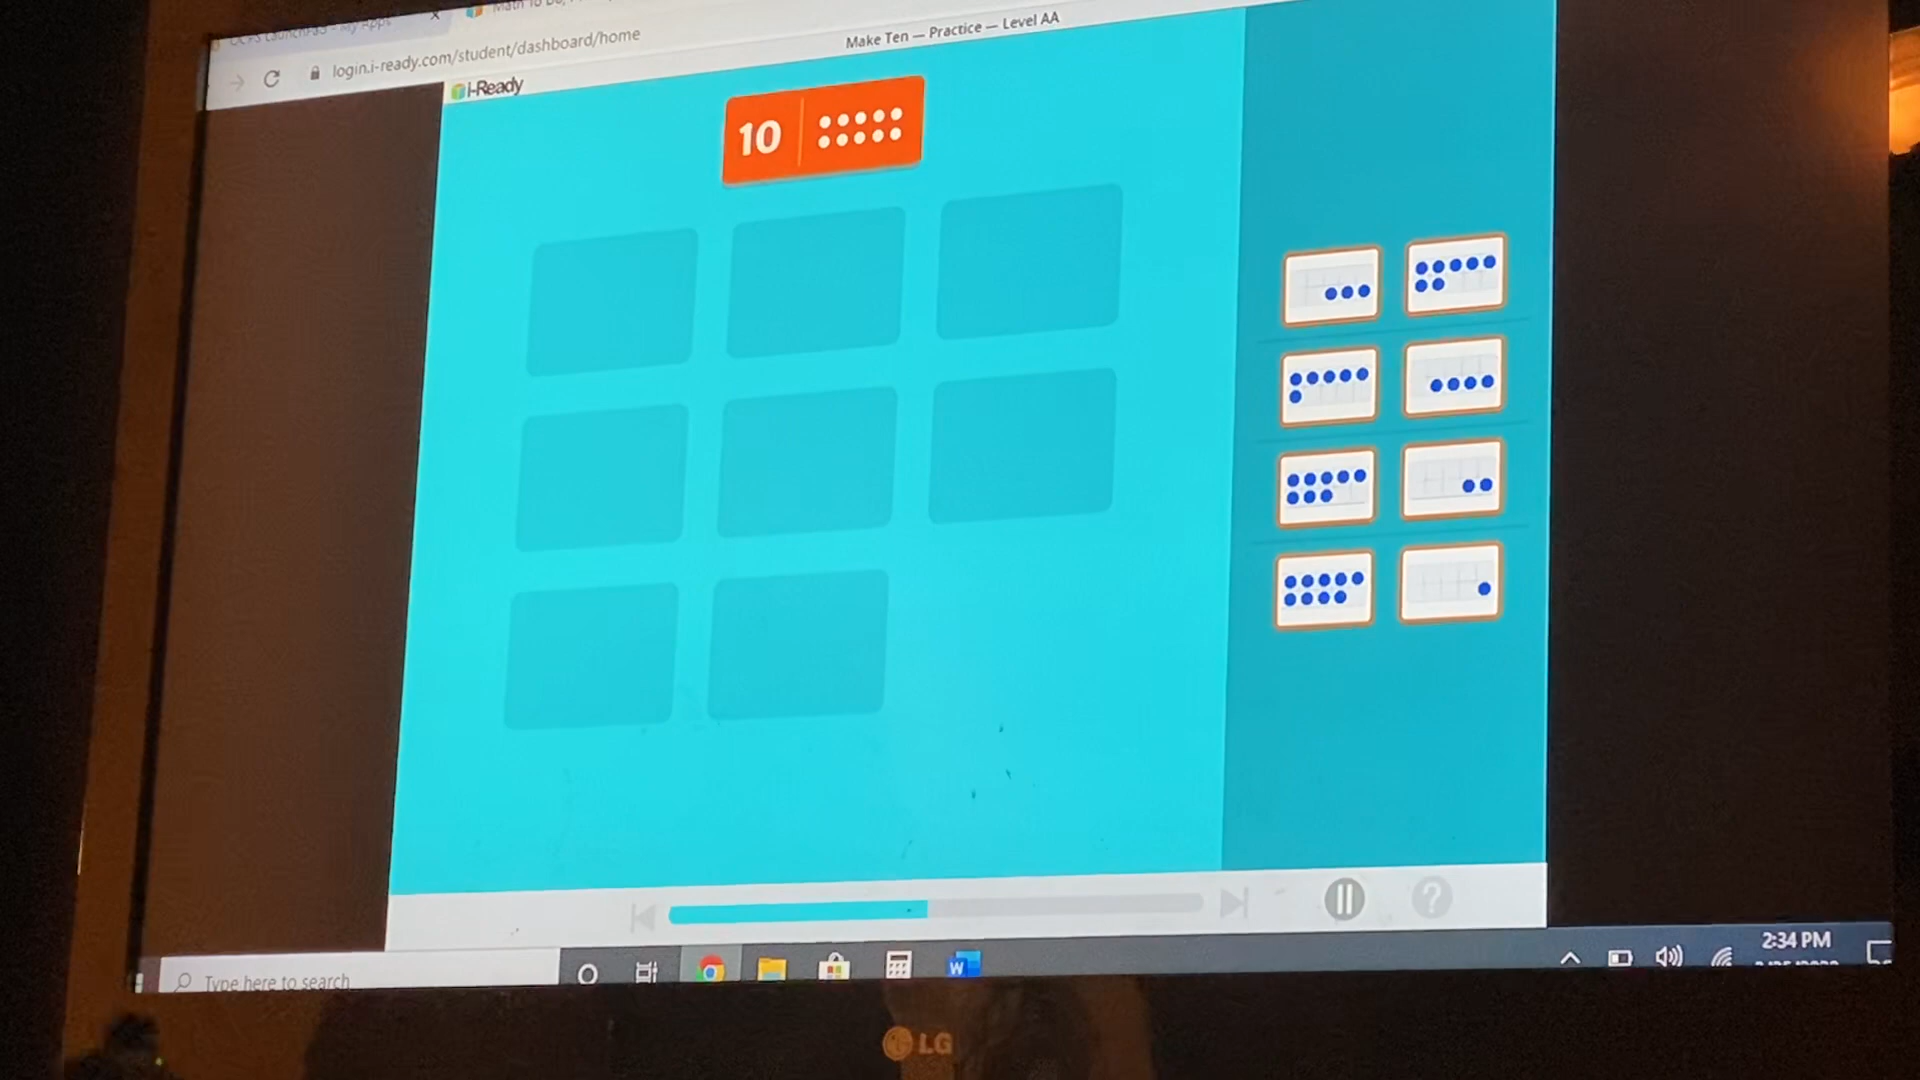 login.i-ready.com/student/dashboard/home
Make Ten — Practice — Level AA
i-Ready
10
?
Type here to search
W
2:34 PM
LG